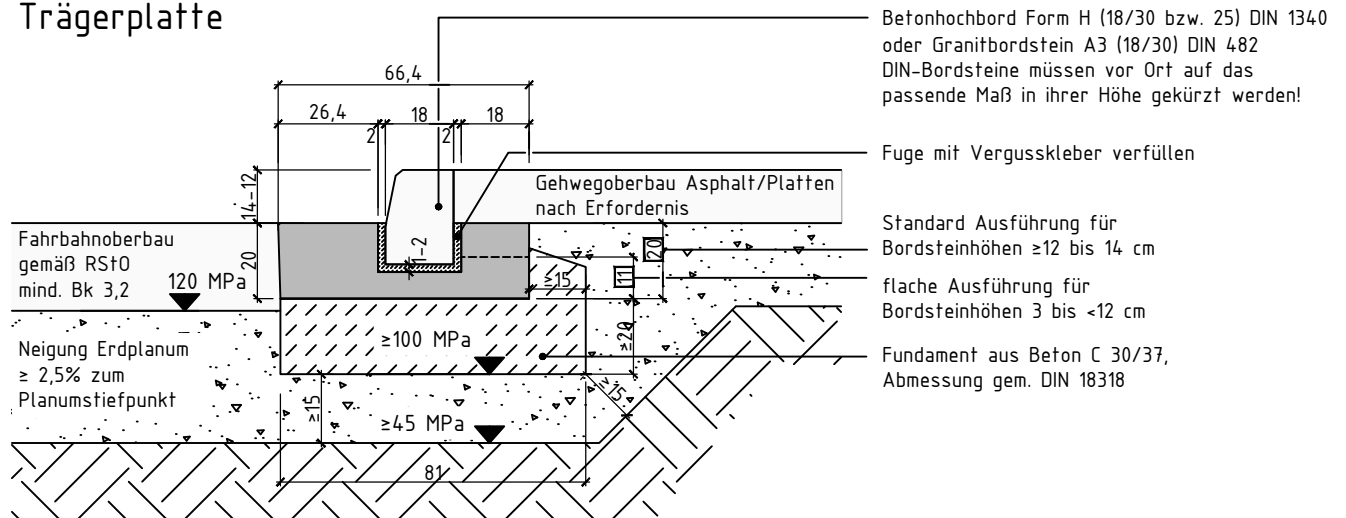 Trägerplatte
Betonhochbord Form H (18/30 bzw. 25) DIN 1340
oder Granitbordstein A3 (18/30) DIN 482
DIN-Bordsteine müssen vor Ort auf das
passende Maß in ihrer Höhe gekürzt werden!
66,4
26,4
18
18
2
2
Fuge mit Vergusskleber verfüllen
14-12
Gehwegoberbau Asphalt/Platten
nach Erfordernis
Standard Ausführung für
Bordsteinhöhen ≥12 bis 14 cm
Fahrbahnoberbau
gemäß RStO
mind. Bk 3,2
120 MPa
20
1-2
20
11
≥15
flache Ausführung für
Bordsteinhöhen 3 bis <12 cm
≥100 MPa
≥20
Neigung Erdplanum
≥ 2,5% zum
Planumstiefpunkt
Fundament aus Beton C 30/37,
Abmessung gem. DIN 18318
≥15
≥15
≥45 MPa
81